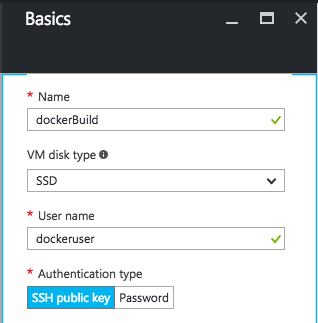 Basics
* Name
dockerBuild
VM disk type
SSD
* User name
dockeruser
* Authentication type
SSH public key Password